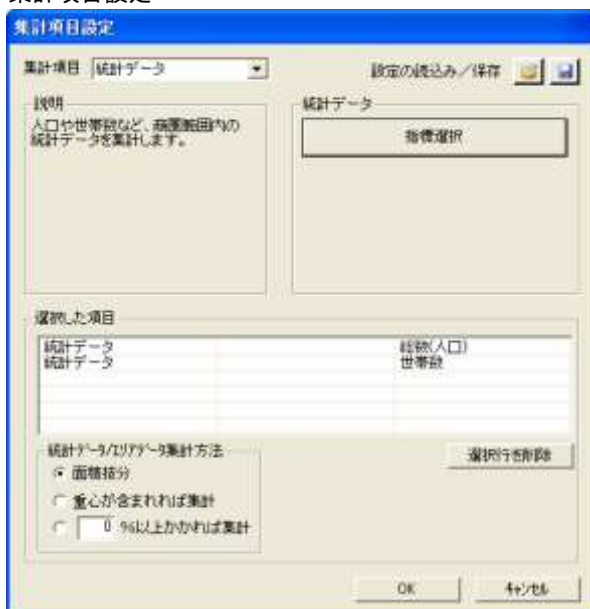 集計項目設定
集計項目 統計データ
設定の読込み／保存
説明
人口や世帯数など、商圏範囲内の
統計データを集計します。
統計データ
指標選択
選択した項目
統計データ 総数(人口)
統計データ 世帯数
統計ﾃﾞｰﾀ/ｴﾘｱﾃﾞｰﾀ集計方法
面積按分
重心が含まれれば集計
0 %以上かかれば集計
選択行を削除
OK
ｷｬﾝｾﾙ